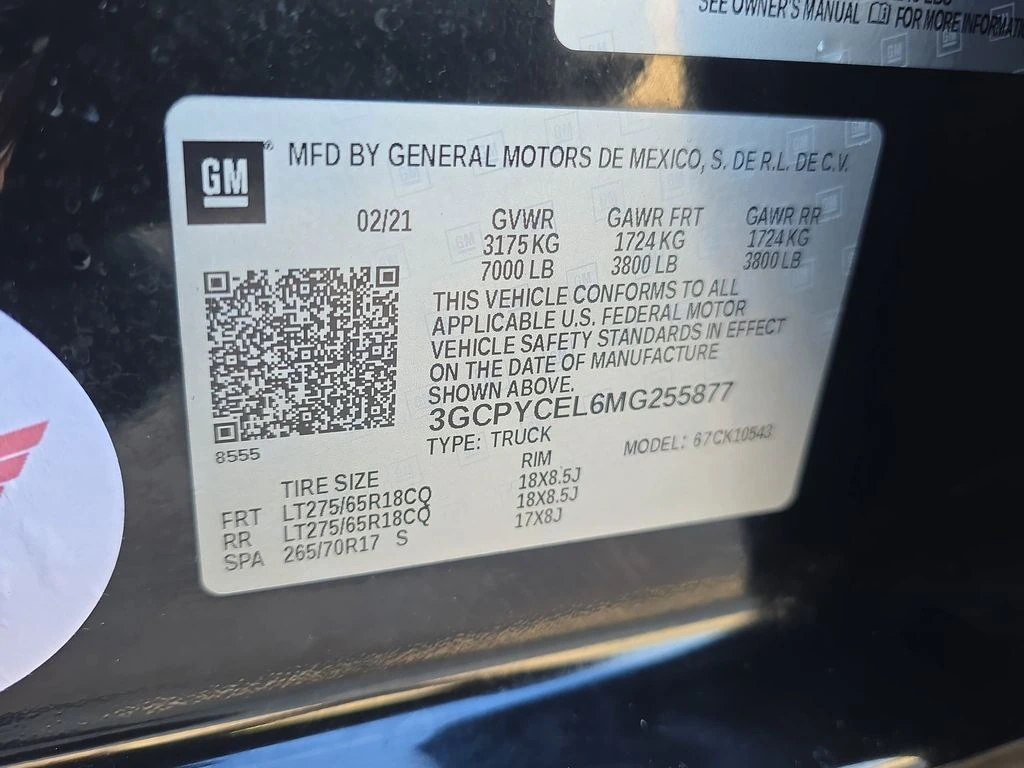 SEE OWNER'S MANUAL FOR MORE
GM
MFD BY GENERAL MOTORS DE MEXICO, S. DE R.L. DE C.V.
02/21 GVWR GAWR FRT GAWR RR
3175 KG 1724 KG 1724 KG
7000 LB 3800 LB 3800 LB
THIS VEHICLE CONFORMS TO ALL
APPLICABLE U.S. FEDERAL MOTOR
VEHICLE SAFETY STANDARDS IN EFFECT
ON THE DATE OF MANUFACTURE
SHOWN ABOVE.
3GCPYCEL6MG255877
8555 TYPE: TRUCK MODEL: 67CK10543
TIRE SIZE RIM
FRT LT275/65R18CQ 18X8.5J
RR LT275/65R18CQ 18X8.5J
SPA 265/70R17 S 17X8J